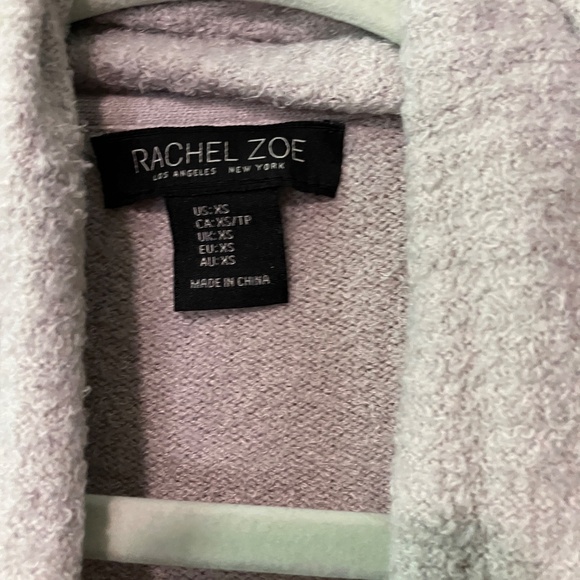 RACHEL ZOE
LOS ANGELES NEW YORK
US:XS
CA:XS/TP
UK:XS
EU:XS
AU:XS
MADE IN CHINA